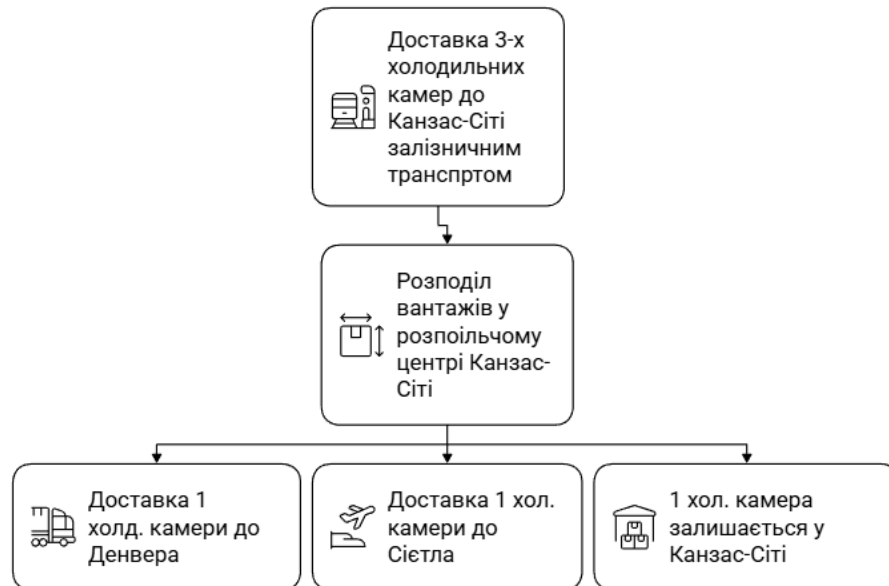 Доставка 3-х
холодильних
камер до
Канзас-Сіті
залізничним
транспртом
Розподіл
вантажів у
розпоільчому
центрі Канзас-
Сіті
Доставка 1
холд. камери до
Денвера
Доставка 1 хол.
камери до
Сієтла
1 хол. камера
залишається у
Канзас-Сіті